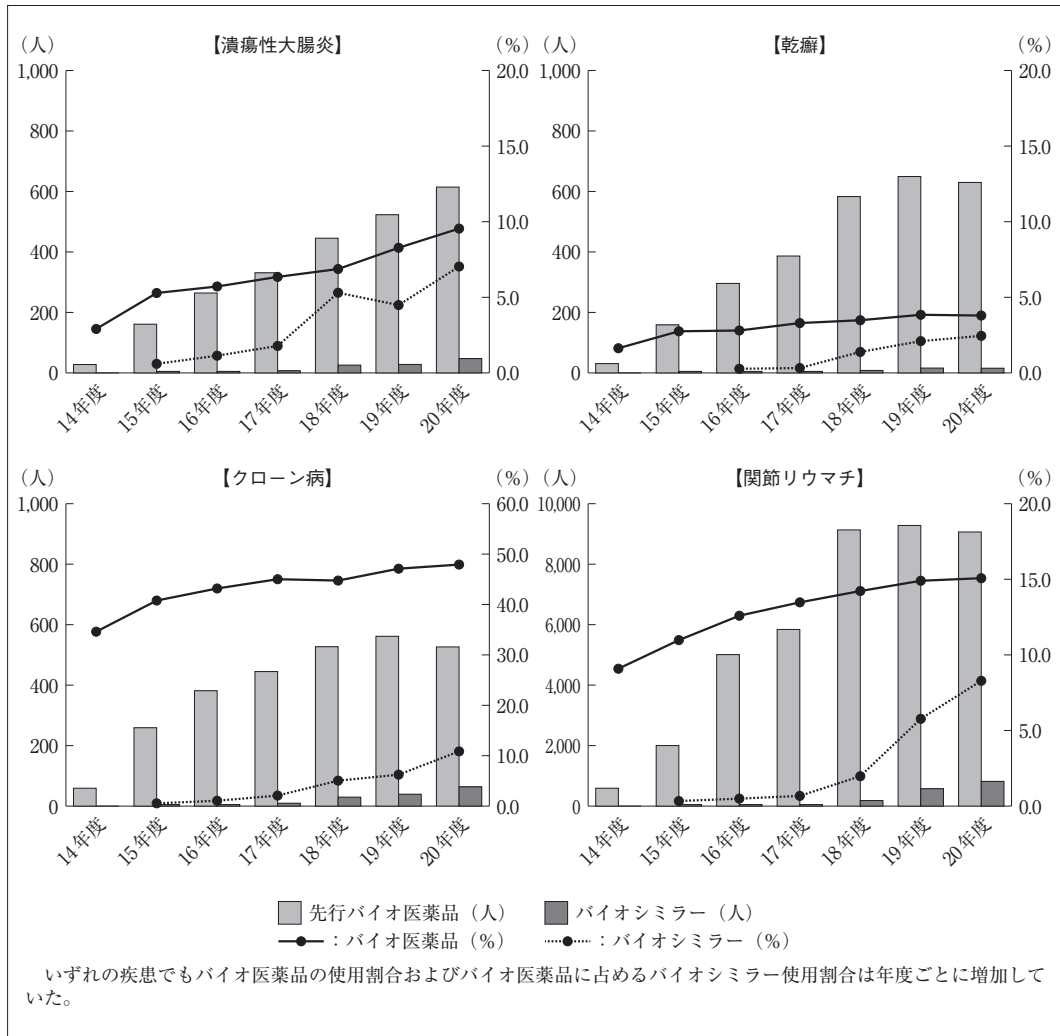 (人) 【潰瘍性大腸炎】 (%)
1,000
800
600
400
200
0
20.0
15.0
10.0
5.0
0.0
14年度
15年度
16年度
17年度
18年度
19年度
20年度
(人) 【乾癬】 (%)
1,000
800
600
400
200
0
20.0
15.0
10.0
5.0
0.0
14年度
15年度
16年度
17年度
18年度
19年度
20年度
(人) 【クローン病】 (%)
1,000
800
600
400
200
0
60.0
50.0
40.0
30.0
20.0
10.0
0.0
14年度
15年度
16年度
17年度
18年度
19年度
20年度
(人) 【関節リウマチ】 (%)
10,000
8,000
6,000
4,000
2,000
0
20.0
15.0
10.0
5.0
0.0
14年度
15年度
16年度
17年度
18年度
19年度
20年度
先行バイオ医薬品（人） バイオシミラー（人）
：バイオ医薬品（%） ：バイオシミラー（%）
いずれの疾患でもバイオ医薬品の使用割合およびバイオ医薬品に占めるバイオシミラー使用割合は年度ごとに増加して
いた。